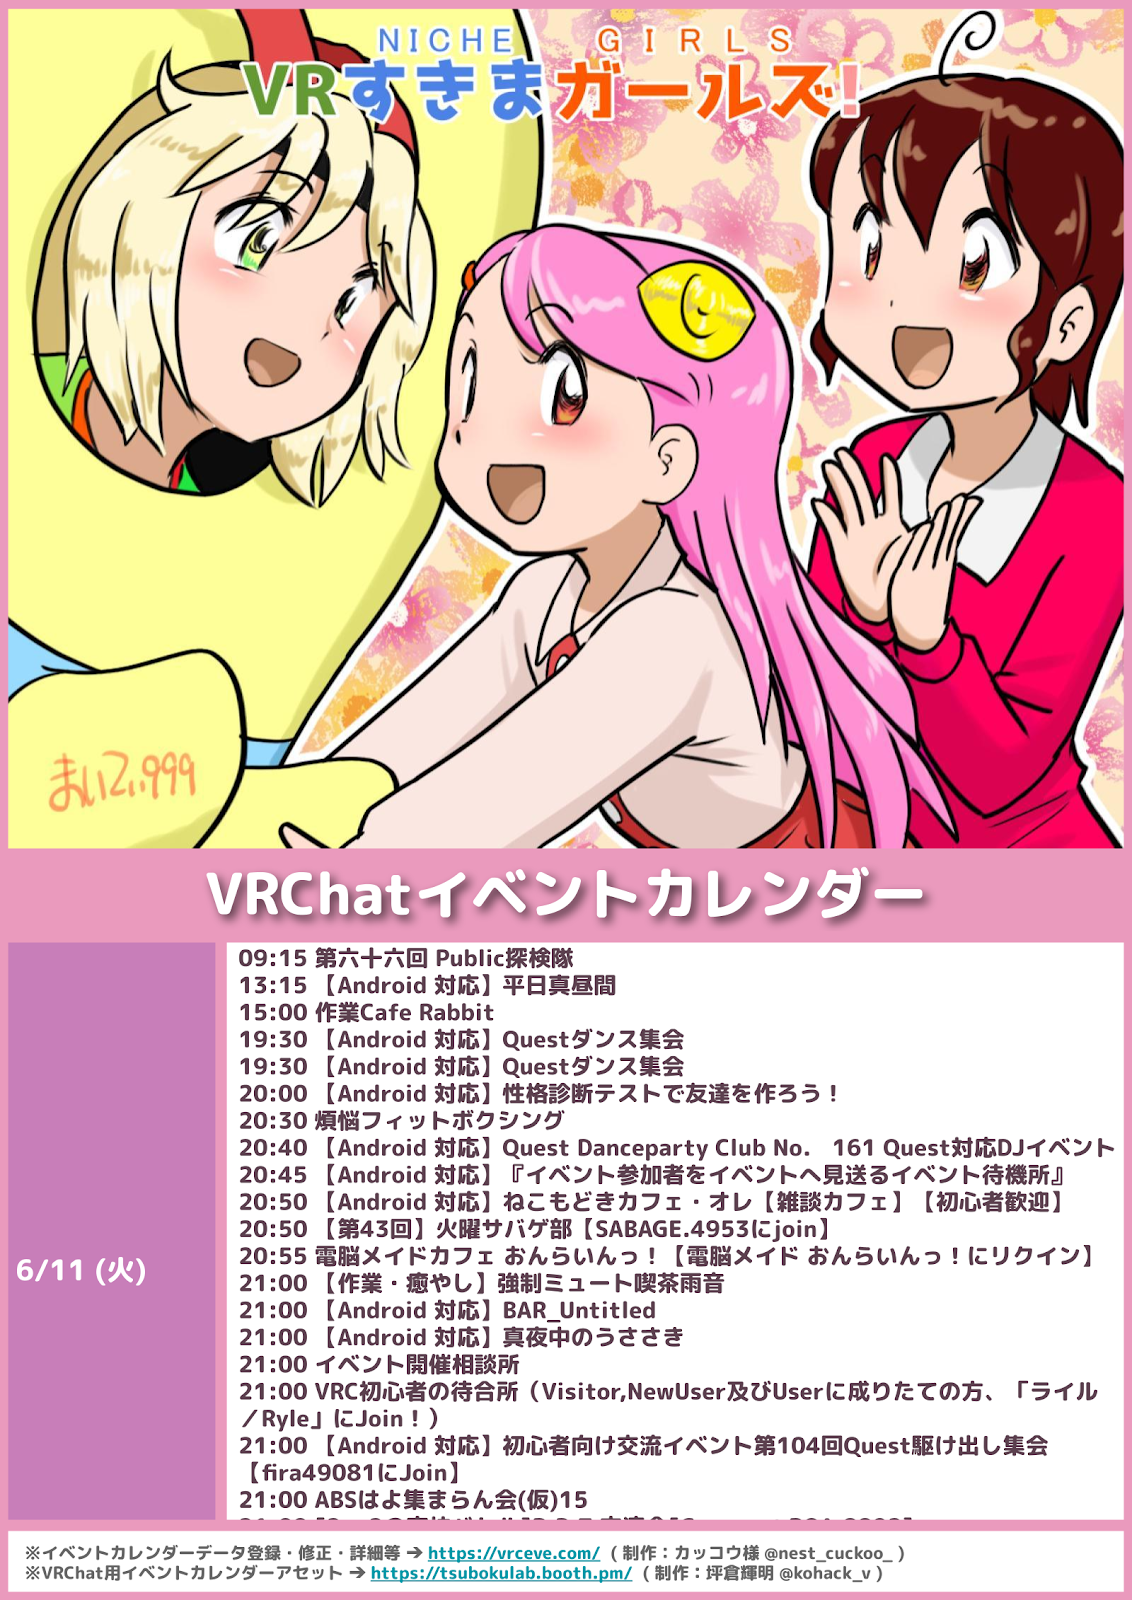 NICHE GIRLS
VRすきまガールズ!
まいてい999
VRChatイベントカレンダー
6/11 (火)
09:15 第六十六回 Public探検隊
13:15 【Android 対応】平日真昼間
15:00 作業Cafe Rabbit
19:30 【Android 対応】Questダンス集会
19:30 【Android 対応】Questダンス集会
20:00 【Android 対応】性格診断テストで友達を作ろう！
20:30 煩悩フィットボクシング
20:40 【Android 対応】Quest Danceparty Club No. 161 Quest対応DJイベント
20:45 【Android 対応】『イベント参加者をイベントへ見送るイベント待機所』
20:50 【Android 対応】ねこもどきカフェ・オレ【雑談カフェ】【初心者歓迎】
20:50 【第43回】火曜サバゲ部【SABAGE.4953にjoin】
20:55 電脳メイドカフェ おんらいんっ！【電脳メイド おんらいんっ！にリクイン】
21:00 【作業・癒やし】強制ミュート喫茶雨音
21:00 【Android 対応】BAR_Untitled
21:00 【Android 対応】真夜中のうささき
21:00 イベント開催相談所
21:00 VRC初心者の待合所（Visitor,NewUser及びUserに成りたての方、「ライル
／Ryle」にJoin！）
21:00 【Android 対応】初心者向け交流イベント第104回Quest駆け出し集会
【fira49081にJoin】
21:00 ABSはよ集まらん会(仮)15
※イベントカレンダーデータ登録・修正・詳細等 ➔ https://vrceve.com/ （制作：カッコウ様 @nest_cuckoo_ ）
※VRChat用イベントカレンダーアセット ➔ https://tsubokulab.booth.pm/ （制作：坪倉輝明 @kohack_v ）